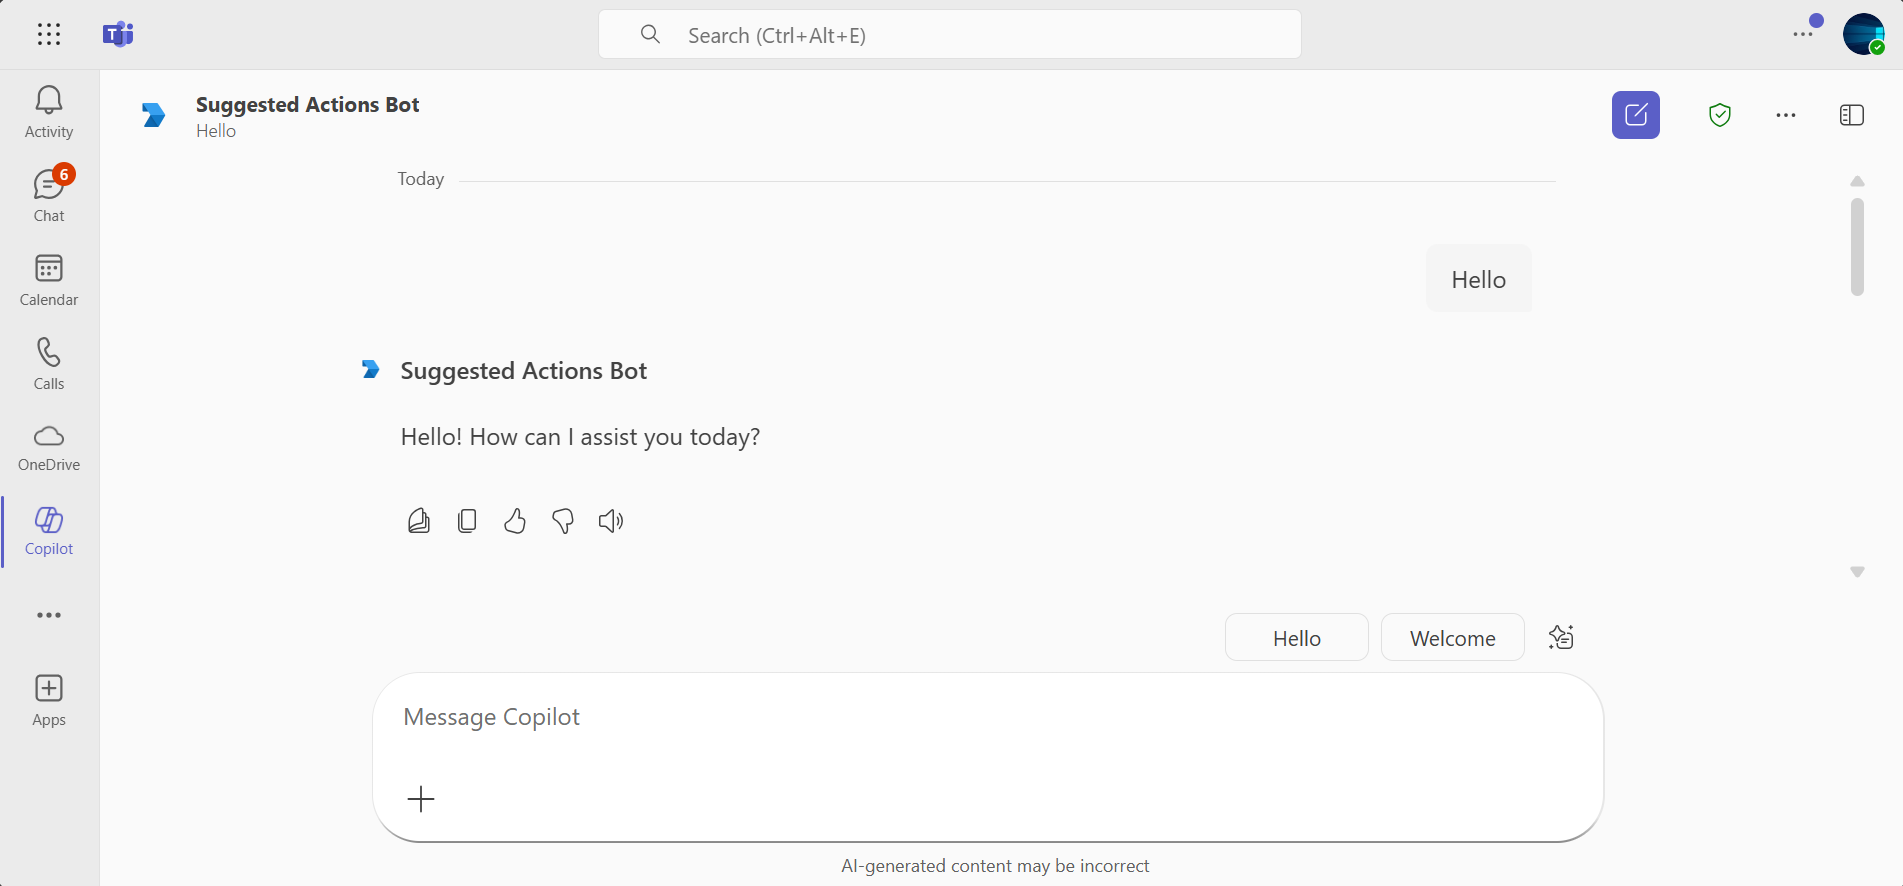 T
Search (Ctrl+Alt+E)
Activity
6
Chat
Calendar
Calls
OneDrive
Copilot
Apps
Suggested Actions Bot
Hello
Today
Hello
Suggested Actions Bot
Hello! How can I assist you today?
Hello
Welcome
Message Copilot
AI-generated content may be incorrect